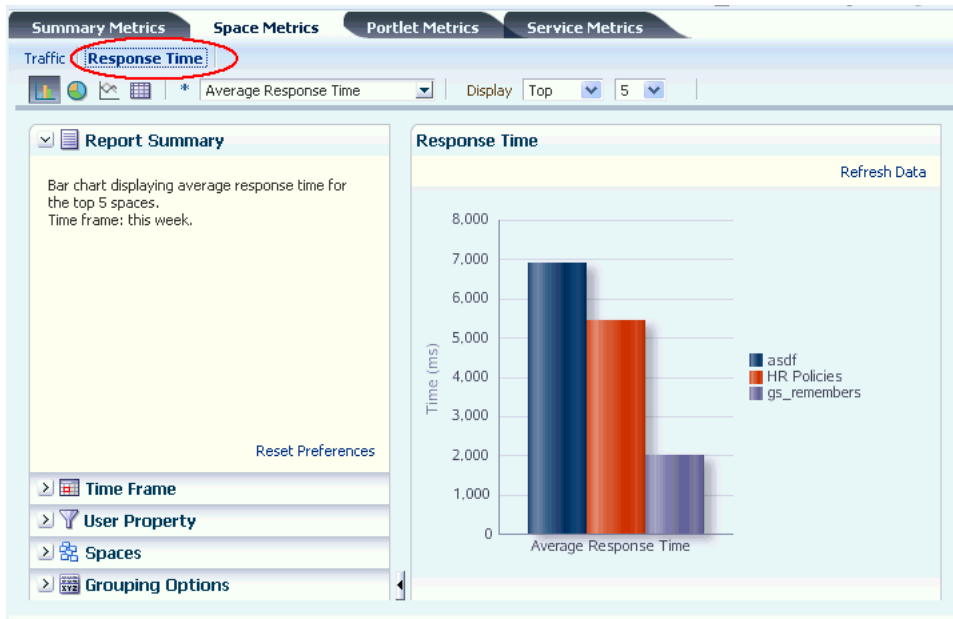 Summary Metrics Space Metrics Portlet Metrics Service Metrics
Traffic Response Time
* Average Response Time Display Top 5
Report Summary
Bar chart displaying average response time for
the top 5 spaces.
Time frame: this week.
Reset Preferences
Time Frame
User Property
Spaces
Grouping Options
Response Time
Refresh Data
8,000
7,000
6,000
5,000
4,000
3,000
2,000
1,000
0
Time (ms)
Average Response Time
asdf
HR Policies
gs_remembers